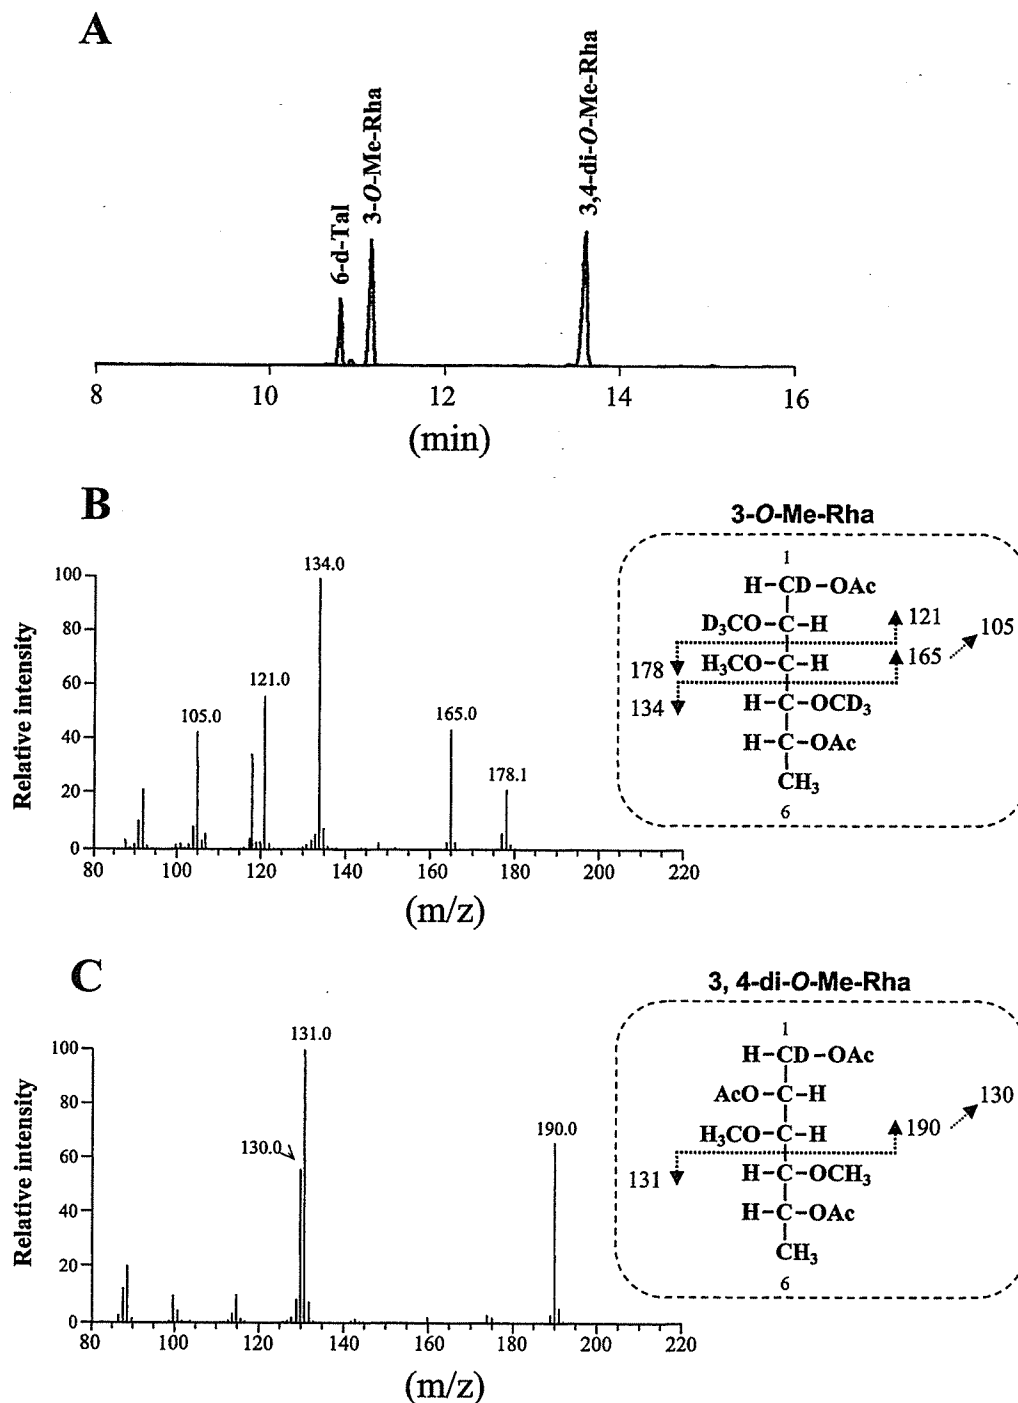 A
6-d-Tal
3-O-Me-Rha
3,4-di-O-Me-Rha
8 10 12 14 16
(min)
B
3-O-Me-Rha
Relative intensity
100
80
60
40
20
0
134.0
121.0
105.0
165.0
178.1
80 100 120 140 160 180 200 220
(m/z)
1
H-CD-OAc
D₃CO-C-H
121
105
178
H₃CO-C-H
165
134
H-C-OCD₃
H-C-OAc
CH₃
6
C
3, 4-di-O-Me-Rha
Relative intensity
100
80
60
40
20
0
131.0
130.0
190.0
80 100 120 140 160 180 200 220
(m/z)
1
H-CD-OAc
AcO-C-H
130
H₃CO-C-H
190
131
H-C-OCH₃
H-C-OAc
CH₃
6